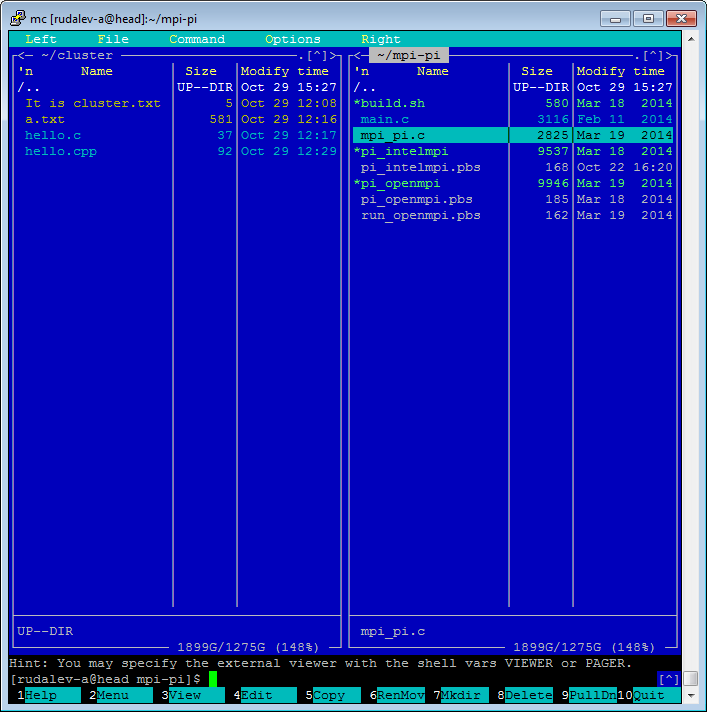 mc [rudalev-a@head]:~/mpi-pi
Left File Command Options Right
<─ ~/cluster .[^]> <─ ~/mpi-pi .[^]>
'n Name Size Modify time 'n Name Size Modify time
/.. UP--DIR Oct 29 15:27 /.. UP--DIR Oct 29 15:27
It is cluster.txt 5 Oct 29 12:08 *build.sh 580 Mar 18 2014
a.txt 581 Oct 29 12:16 main.c 3116 Feb 11 2014
hello.c 37 Oct 29 12:17 mpi_pi.c 2825 Mar 19 2014
hello.cpp 92 Oct 29 12:29 *pi_intelmpi 9537 Mar 18 2014
pi_intelmpi.pbs 168 Oct 22 16:20
*pi_openmpi 9946 Mar 19 2014
pi_openmpi.pbs 185 Mar 18 2014
run_openmpi.pbs 162 Mar 19 2014
UP--DIR mpi_pi.c
1899G/1275G (148%) 1899G/1275G (148%)
Hint: You may specify the external viewer with the shell vars VIEWER or PAGER.
[rudalev-a@head mpi-pi]$ [^]
1Help 2Menu 3View 4Edit 5Copy 6RenMov 7Mkdir 8Delete 9PullDn 10Quit